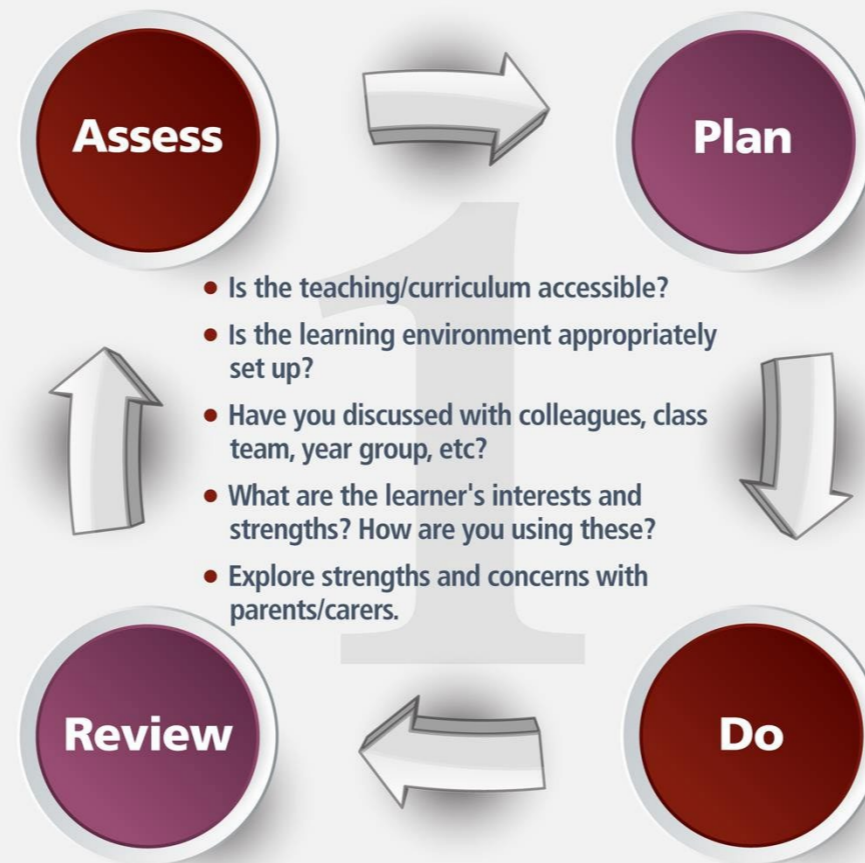 Assess
Plan
1
• Is the teaching/curriculum accessible?
• Is the learning environment appropriately
set up?
• Have you discussed with colleagues, class
team, year group, etc?
• What are the learner's interests and
strengths? How are you using these?
• Explore strengths and concerns with
parents/carers.
Review
Do